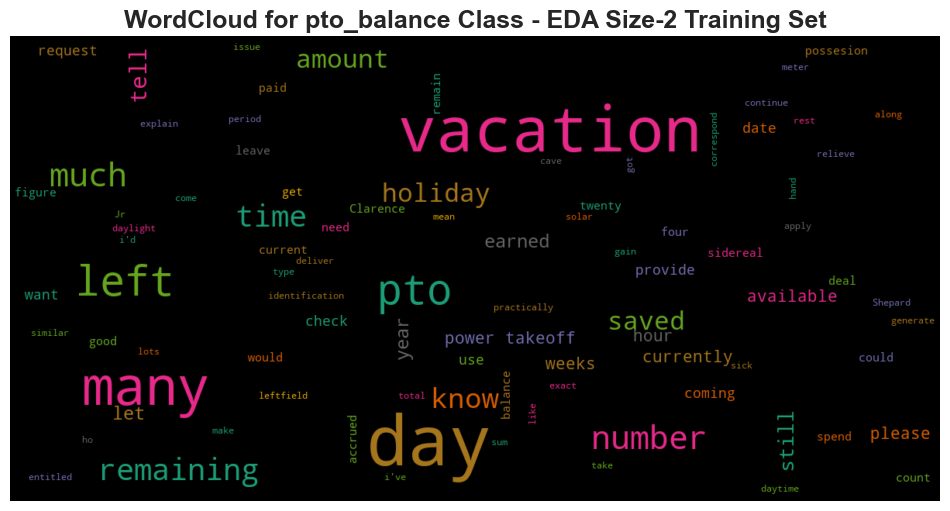 WordCloud for pto_balance Class - EDA Size-2 Training Set
request
issue
tell
amount
paid
remain
possesion
meter
explain
period
vacation
continue
rest
along
date
correspond
leave
cave
got
relieve
much
figure
come
get
holiday
hand
Jr
daylight
i'd
time
need
Clarence
mean
solar
twenty
apply
current
deliver
type
earned
four
gain
sidereal
left
want
identification
pto
provide
available
deal
Shepard
generate
practically
saved
hour
similar
good
lots
check
year
power takeoff
currently
sick
could
would
use
weeks
leftfield
total
know
balance
like
exact
coming
many
let
make
ho
number
still
spend
please
remaining
accrued
day
sum
i've
take
entitled
daytime
count